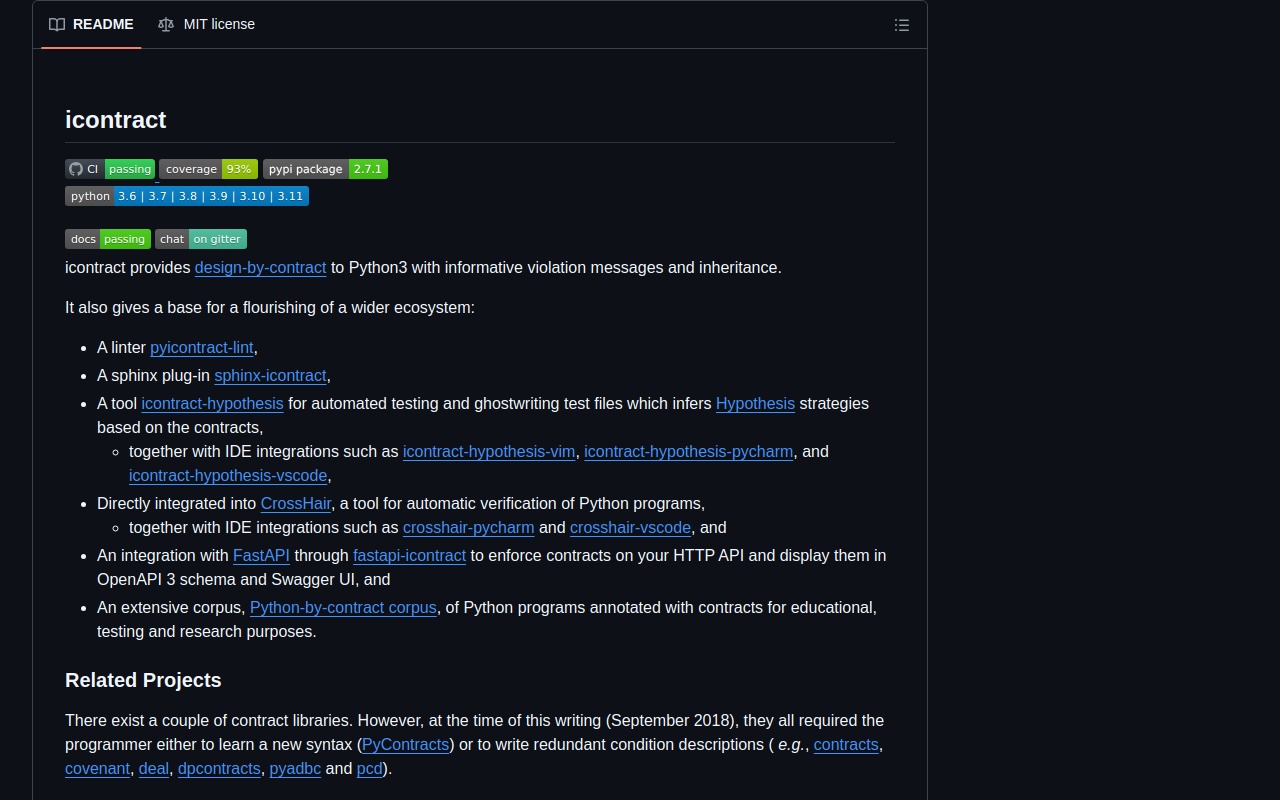 README MIT license
icontract
CI passing coverage 93% pypi package 2.7.1
python 3.6 | 3.7 | 3.8 | 3.9 | 3.10 | 3.11
docs passing chat on gitter
icontract provides design-by-contract to Python3 with informative violation messages and inheritance.
It also gives a base for a flourishing of a wider ecosystem:
• A linter pyicontract-lint,
• A sphinx plug-in sphinx-icontract,
• A tool icontract-hypothesis for automated testing and ghostwriting test files which infers Hypothesis strategies
based on the contracts,
◦ together with IDE integrations such as icontract-hypothesis-vim, icontract-hypothesis-pycharm, and
icontract-hypothesis-vscode,
• Directly integrated into CrossHair, a tool for automatic verification of Python programs,
◦ together with IDE integrations such as crosshair-pycharm and crosshair-vscode, and
• An integration with FastAPI through fastapi-icontract to enforce contracts on your HTTP API and display them in
OpenAPI 3 schema and Swagger UI, and
• An extensive corpus, Python-by-contract corpus, of Python programs annotated with contracts for educational,
testing and research purposes.
Related Projects
There exist a couple of contract libraries. However, at the time of this writing (September 2018), they all required the
programmer either to learn a new syntax (PyContracts) or to write redundant condition descriptions ( e.g., contracts,
covenant, deal, dpcontracts, pyadbc and pcd).